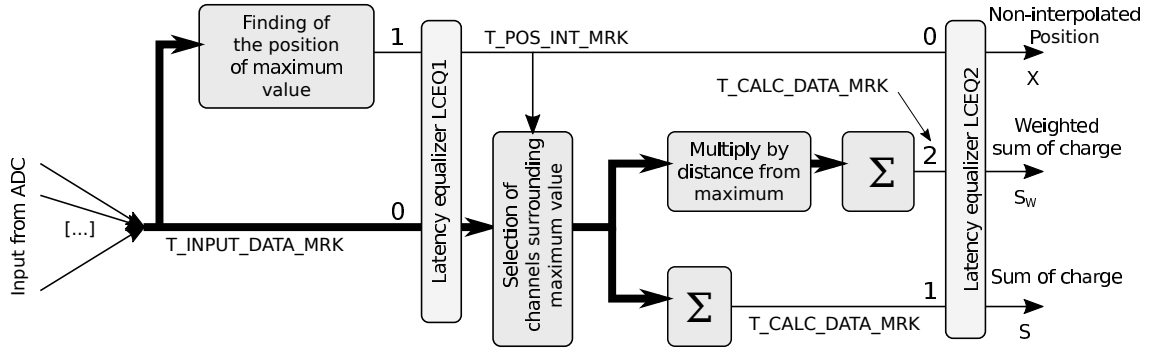 Finding of
the position
of maximum
value
1
T_POS_INT_MRK
0
Non-interpolated
Position
X
Latency equalizer LCEQ1
T_CALC_DATA_MRK
Latency equalizer LCEQ2
Input from ADC
[...]
0
T_INPUT_DATA_MRK
Selection of
channels surrounding
maximum value
Multiply by
distance from
maximum
Σ
2
Weighted
sum of charge
S_W
Σ
1
T_CALC_DATA_MRK
Sum of charge
S